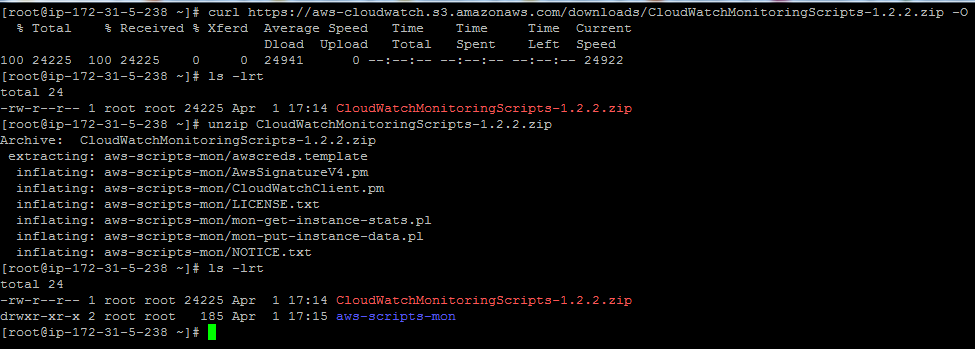 [root@ip-172-31-5-238 ~]# curl https://aws-cloudwatch.s3.amazonaws.com/downloads/CloudWatchMonitoringScripts-1.2.2.zip -O
  % Total    % Received % Xferd  Average Speed   Time    Time     Time  Current
                                 Dload  Upload   Total   Spent    Left  Speed
100 24225  100 24225    0     0  24941      0 --:--:-- --:--:-- --:--:-- 24922
[root@ip-172-31-5-238 ~]# ls -lrt
total 24
-rw-r--r-- 1 root root 24225 Apr  1 17:14 CloudWatchMonitoringScripts-1.2.2.zip
[root@ip-172-31-5-238 ~]# unzip CloudWatchMonitoringScripts-1.2.2.zip
Archive:  CloudWatchMonitoringScripts-1.2.2.zip
 extracting: aws-scripts-mon/awscreds.template
  inflating: aws-scripts-mon/AwsSignatureV4.pm
  inflating: aws-scripts-mon/CloudWatchClient.pm
  inflating: aws-scripts-mon/LICENSE.txt
  inflating: aws-scripts-mon/mon-get-instance-stats.pl
  inflating: aws-scripts-mon/mon-put-instance-data.pl
  inflating: aws-scripts-mon/NOTICE.txt
[root@ip-172-31-5-238 ~]# ls -lrt
total 24
-rw-r--r-- 1 root root 24225 Apr  1 17:14 CloudWatchMonitoringScripts-1.2.2.zip
drwxr-xr-x 2 root root   185 Apr  1 17:15 aws-scripts-mon
[root@ip-172-31-5-238 ~]#